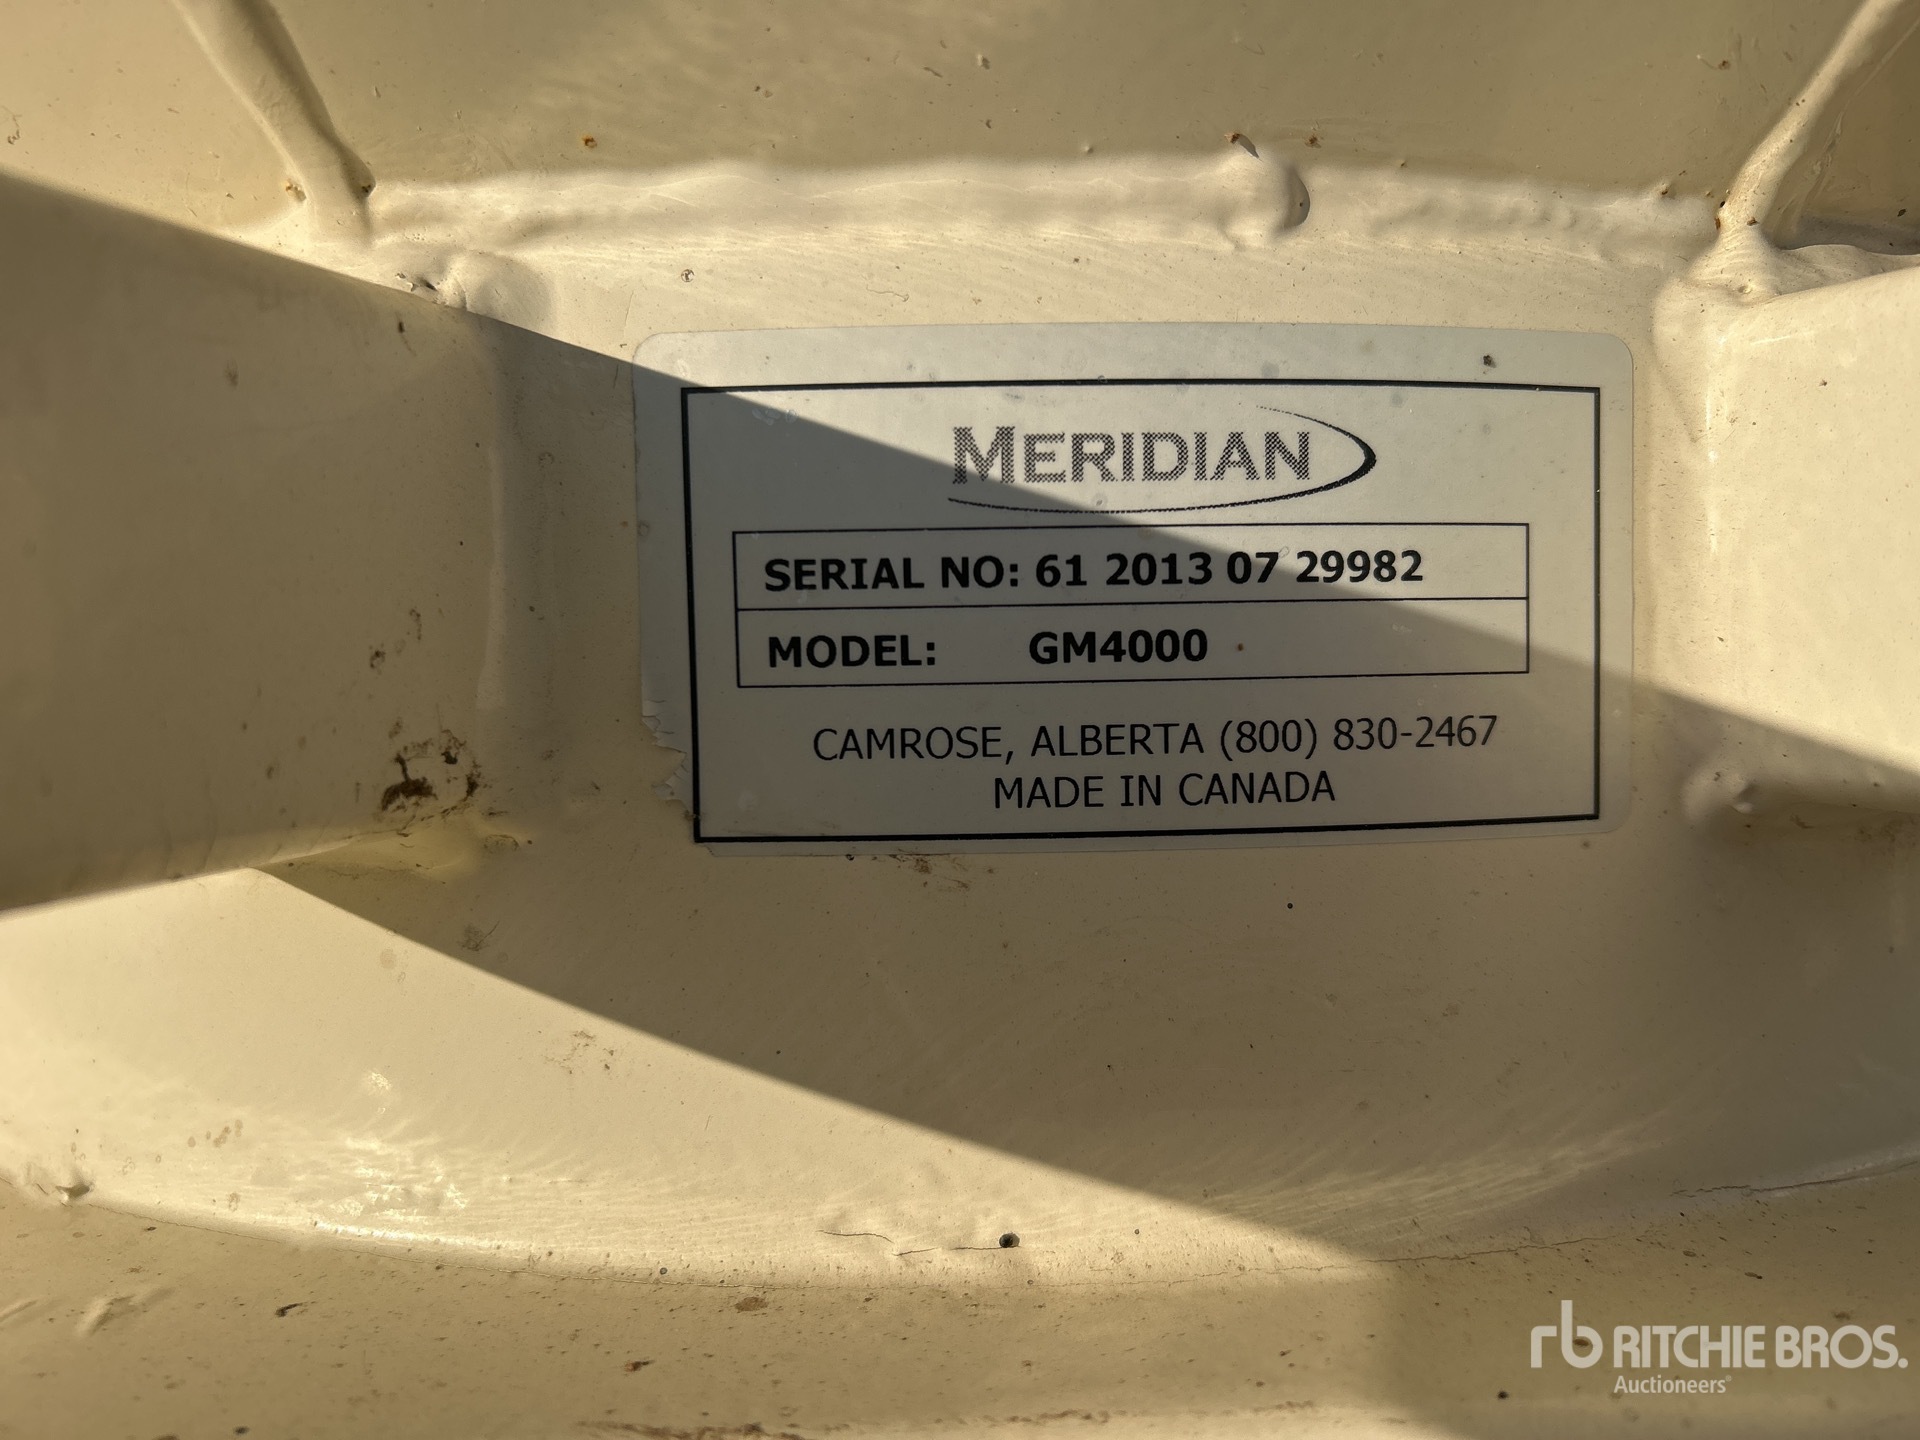 MERIDIAN
SERIAL NO: 61 2013 07 29982
MODEL: GM4000
CAMROSE, ALBERTA (800) 830-2467
MADE IN CANADA
rb RITCHIE BROS.
Auctioneers